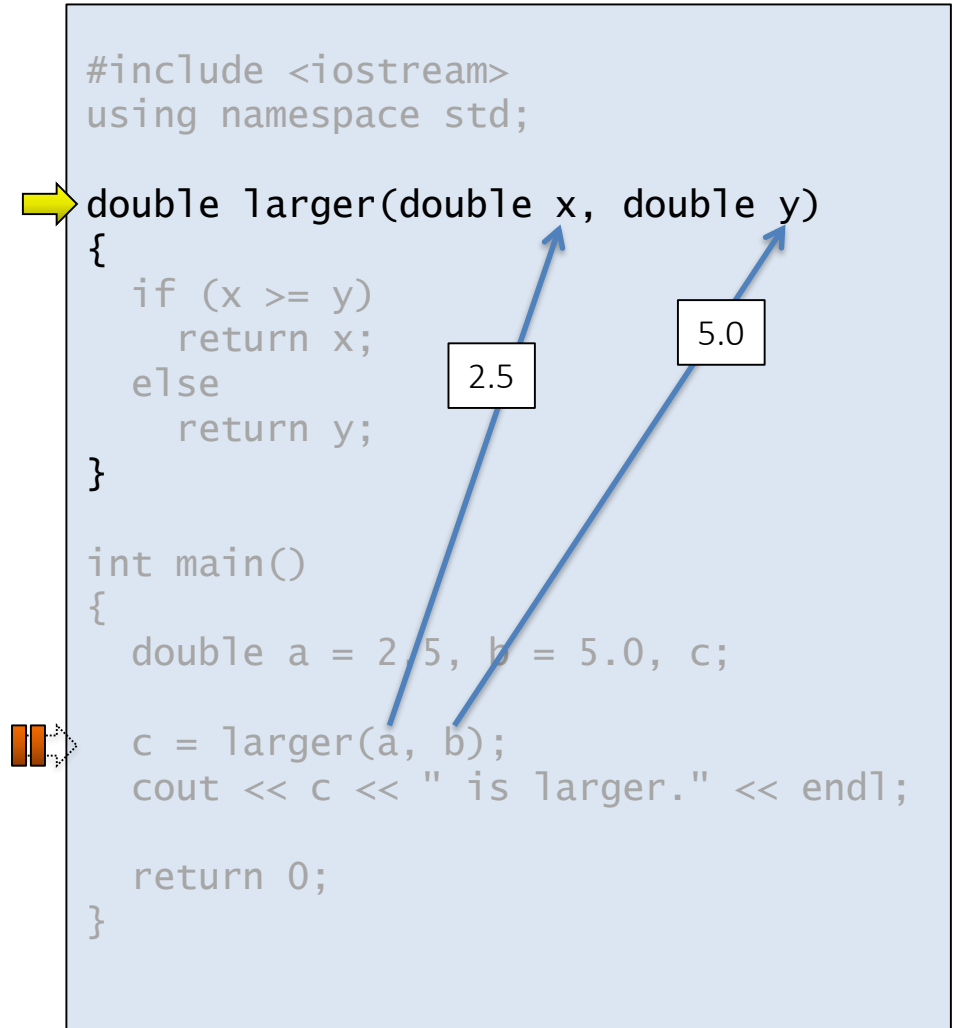 #include <iostream>
using namespace std;
double larger(double x, double y)
{
if (x >= y)
return x;
5.0
else
2.5
return y;
}
int main()
{
double a = 2.5, b = 5.0, c;
c = larger(a, b);
cout << c << " is larger." << endl;
return 0;
}